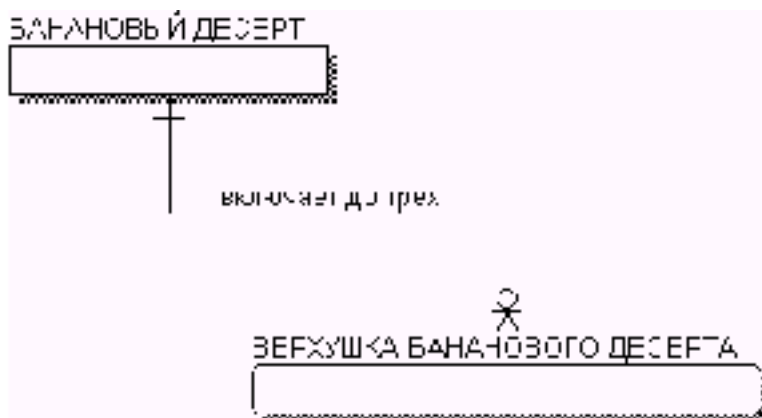 БАНАНОВЫЙ ДЕСЕРТ
включает до трех
ВЕРХУШКА БАНАНОВОГО ДЕСЕРТА